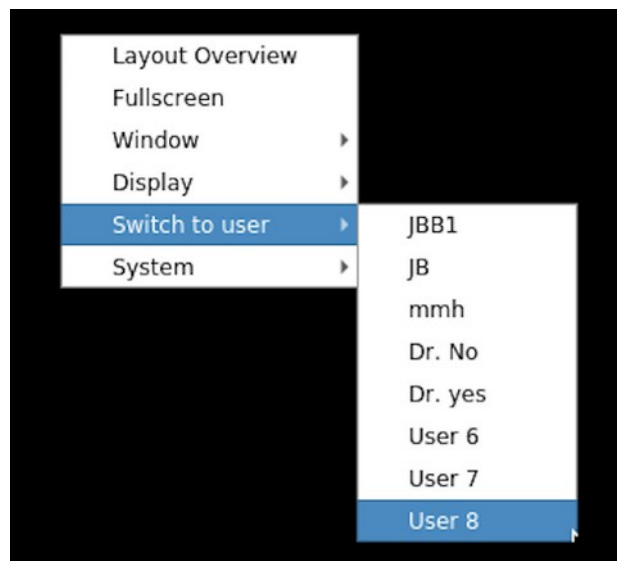 Layout Overview
Fullscreen
Window
Display
Switch to user
System
JBB1
JB
mmh
Dr. No
Dr. yes
User 6
User 7
User 8